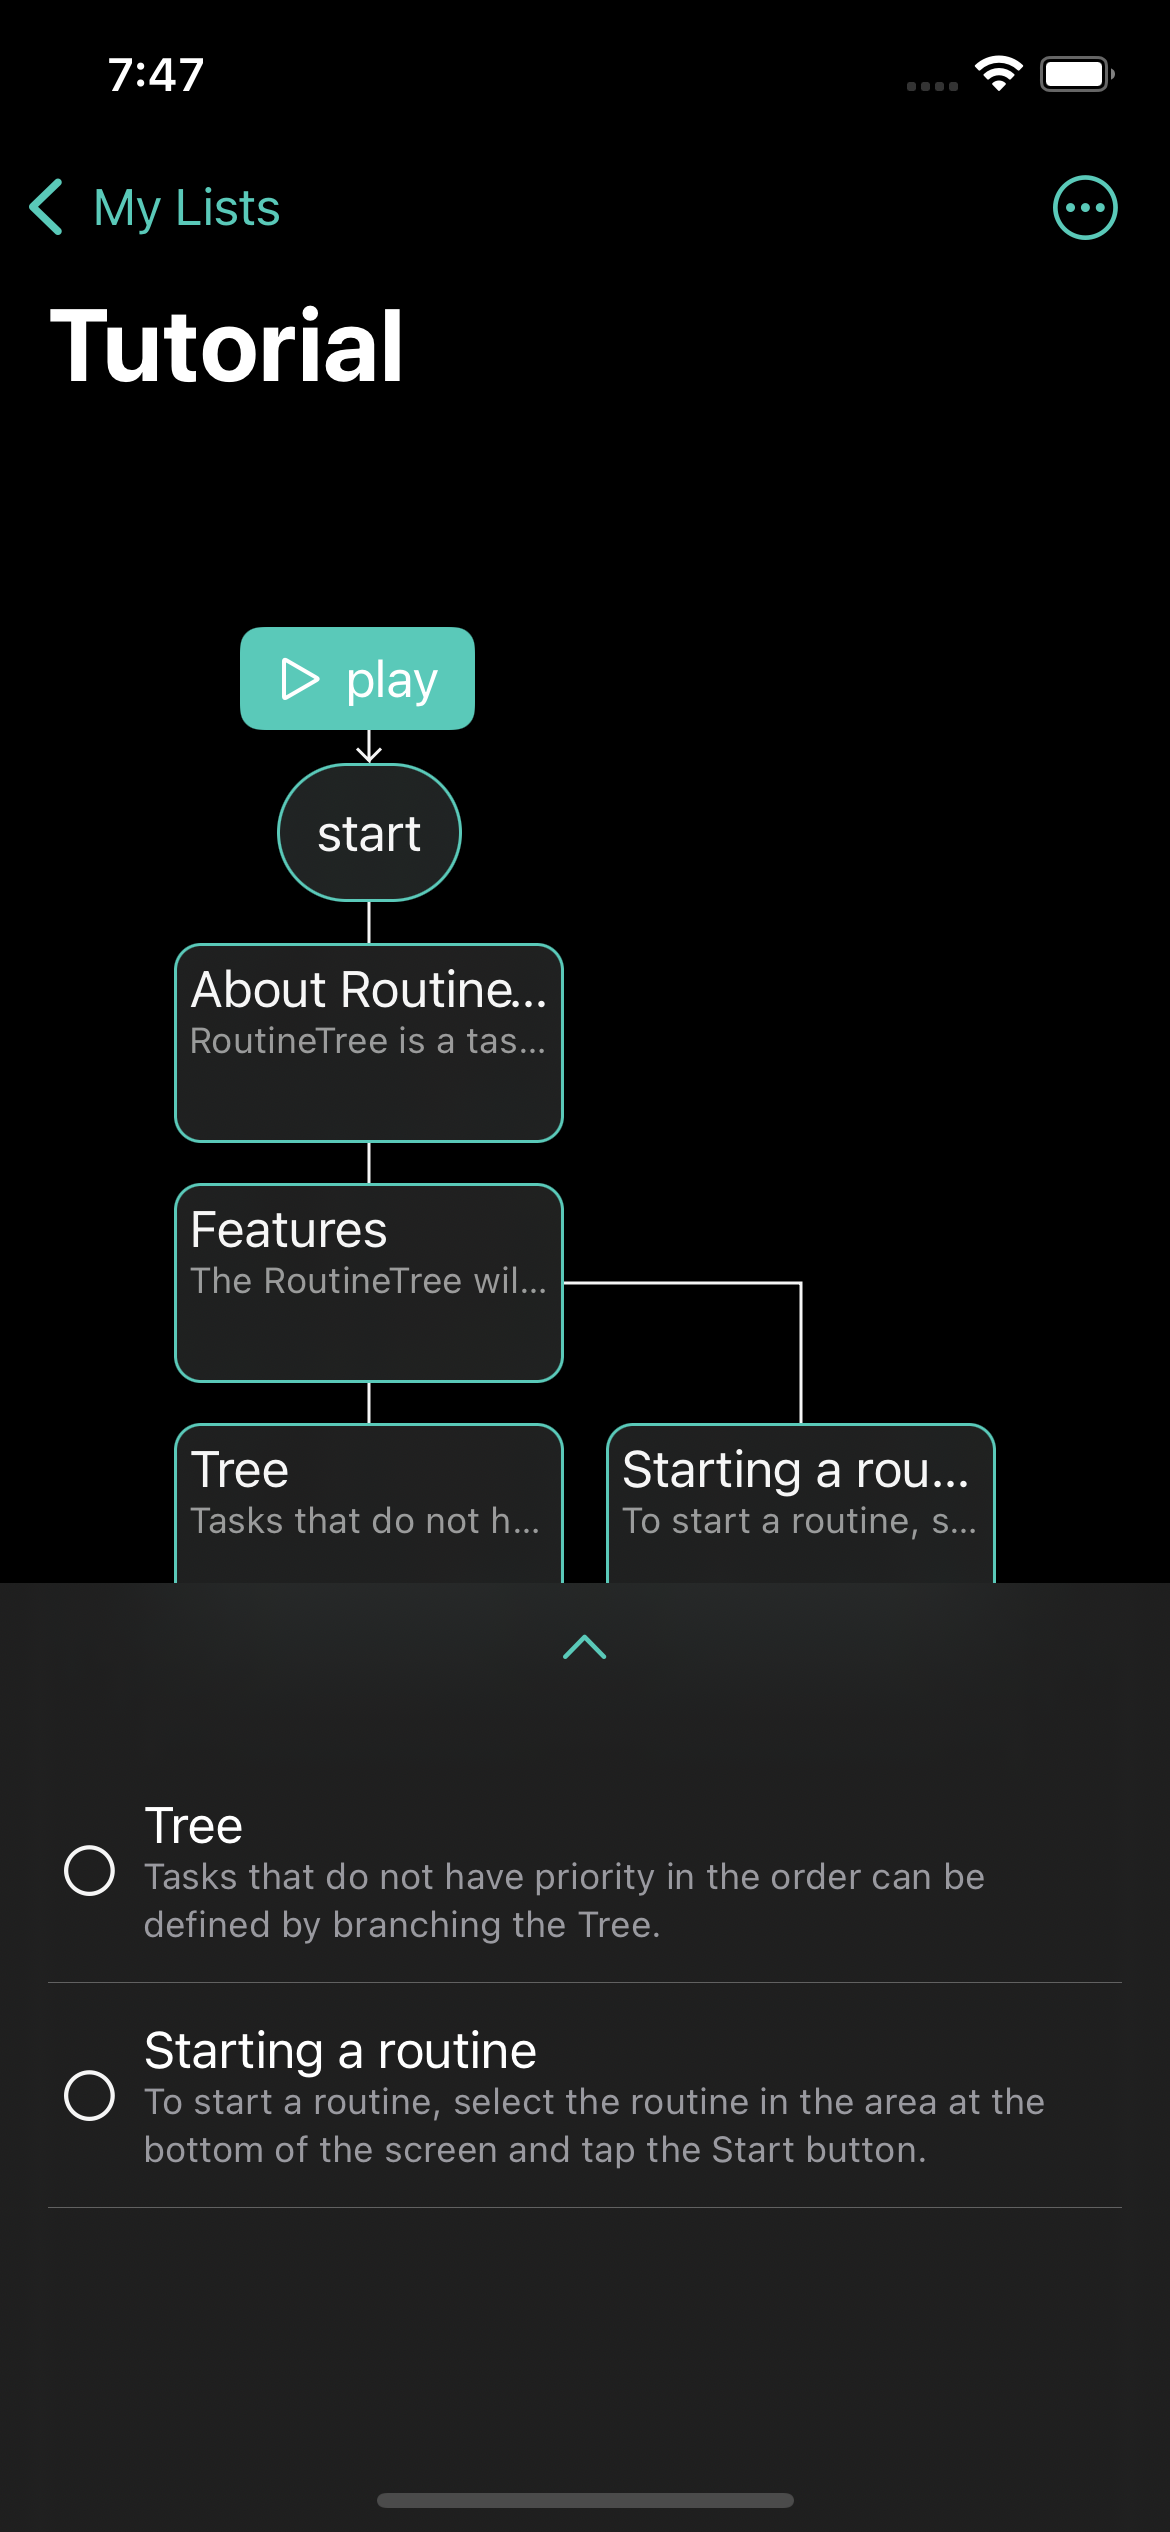 7:47
My Lists
Tutorial
play
start
About Routine...
RoutineTree is a tas...
Features
The RoutineTree wil...
Tree
Tasks that do not h...
Starting a rou...
To start a routine, s...
Tree
Tasks that do not have priority in the order can be
defined by branching the Tree.
Starting a routine
To start a routine, select the routine in the area at the
bottom of the screen and tap the Start button.